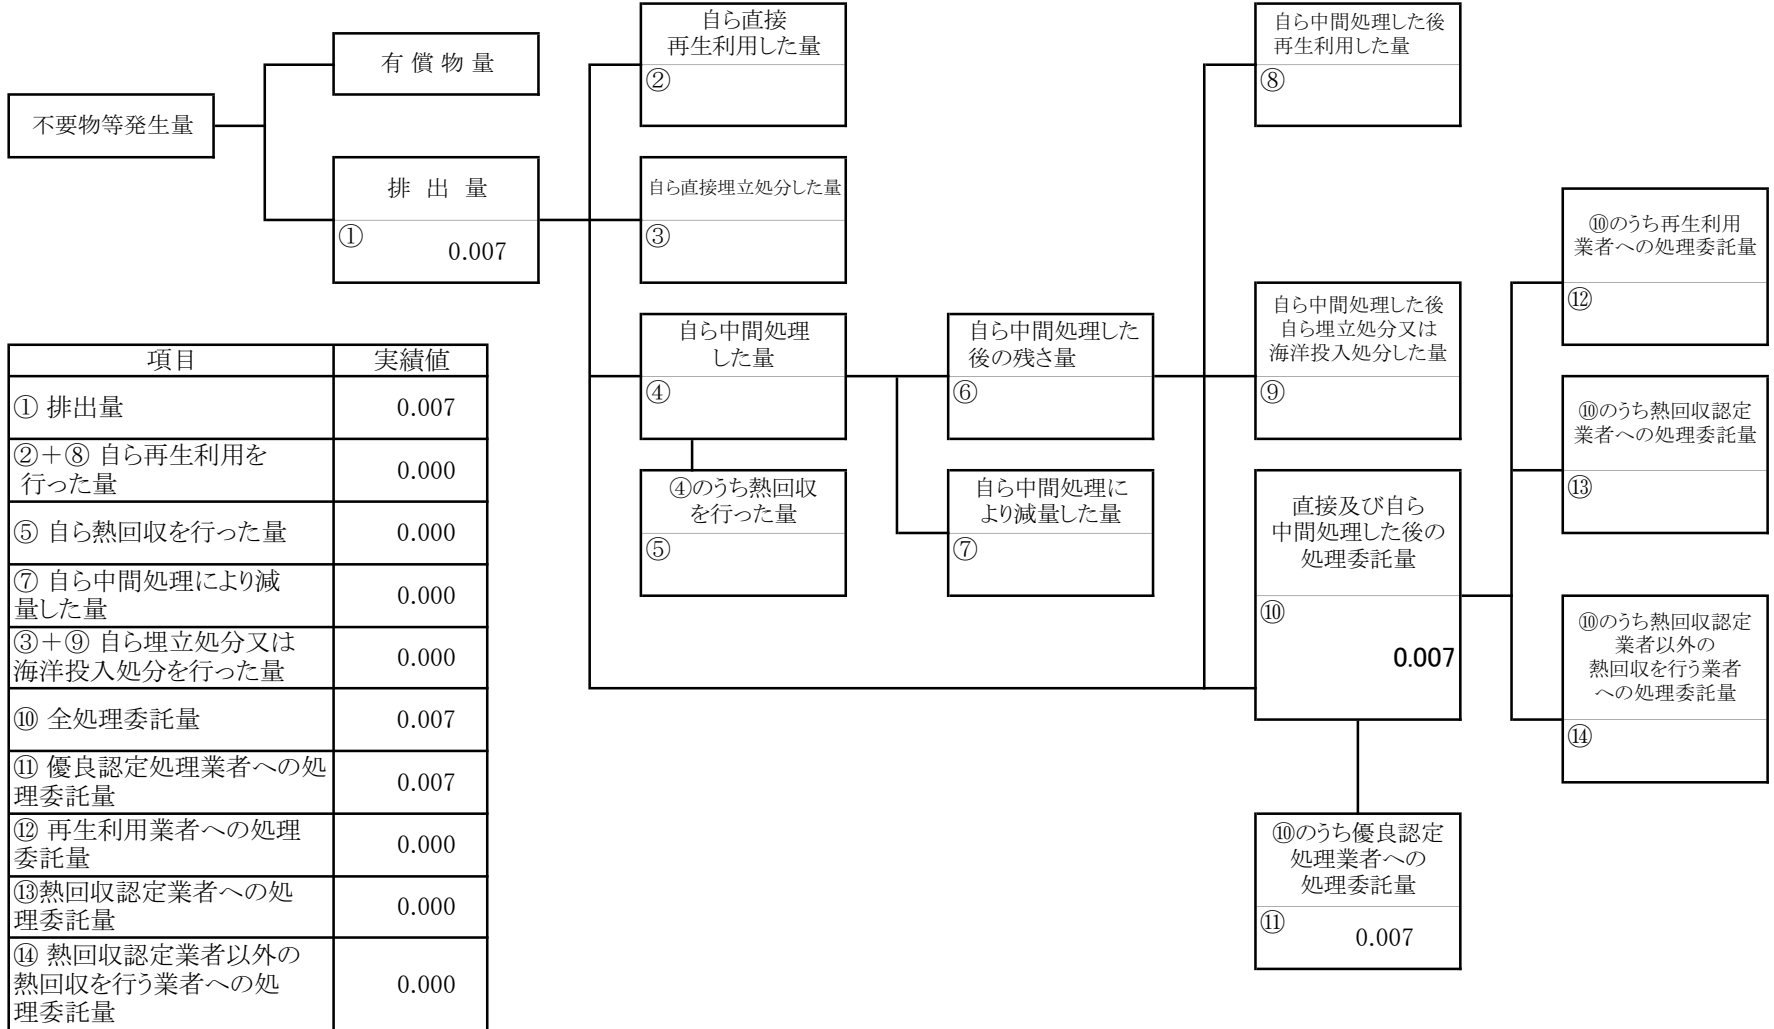 自ら直接
再生利用した量
②
自ら中間処理した後
再生利用した量
⑧
有 償 物 量
不要物等発生量
排 出 量
① 0.007
自ら直接埋立処分した量
③
⑩のうち再生利用
業者への処理委託量
⑫
自ら中間処理
した量
④
自ら中間処理した
後の残さ量
⑥
自ら中間処理した後
自ら埋立処分又は
海洋投入処分した量
⑨
⑩のうち熱回収認定
業者への処理委託量
⑬
④のうち熱回収
を行った量
⑤
自ら中間処理に
より減量した量
⑦
直接及び自ら
中間処理した後の
処理委託量
⑩
0.007
⑩のうち熱回収認定
業者以外の
熱回収を行う業者
への処理委託量
⑭
⑩のうち優良認定
処理業者への
処理委託量
⑪ 0.007
項目 実績値
① 排出量 0.007
②+⑧ 自ら再生利用を
行った量 0.000
⑤ 自ら熱回収を行った量 0.000
⑦ 自ら中間処理により減
量した量 0.000
③+⑨ 自ら埋立処分又は
海洋投入処分を行った量 0.000
⑩ 全処理委託量 0.007
⑪ 優良認定処理業者への処
理委託量 0.007
⑫ 再生利用業者への処理
委託量 0.000
⑬熱回収認定業者への処
理委託量 0.000
⑭ 熱回収認定業者以外の
熱回収を行う業者への処
理委託量 0.000